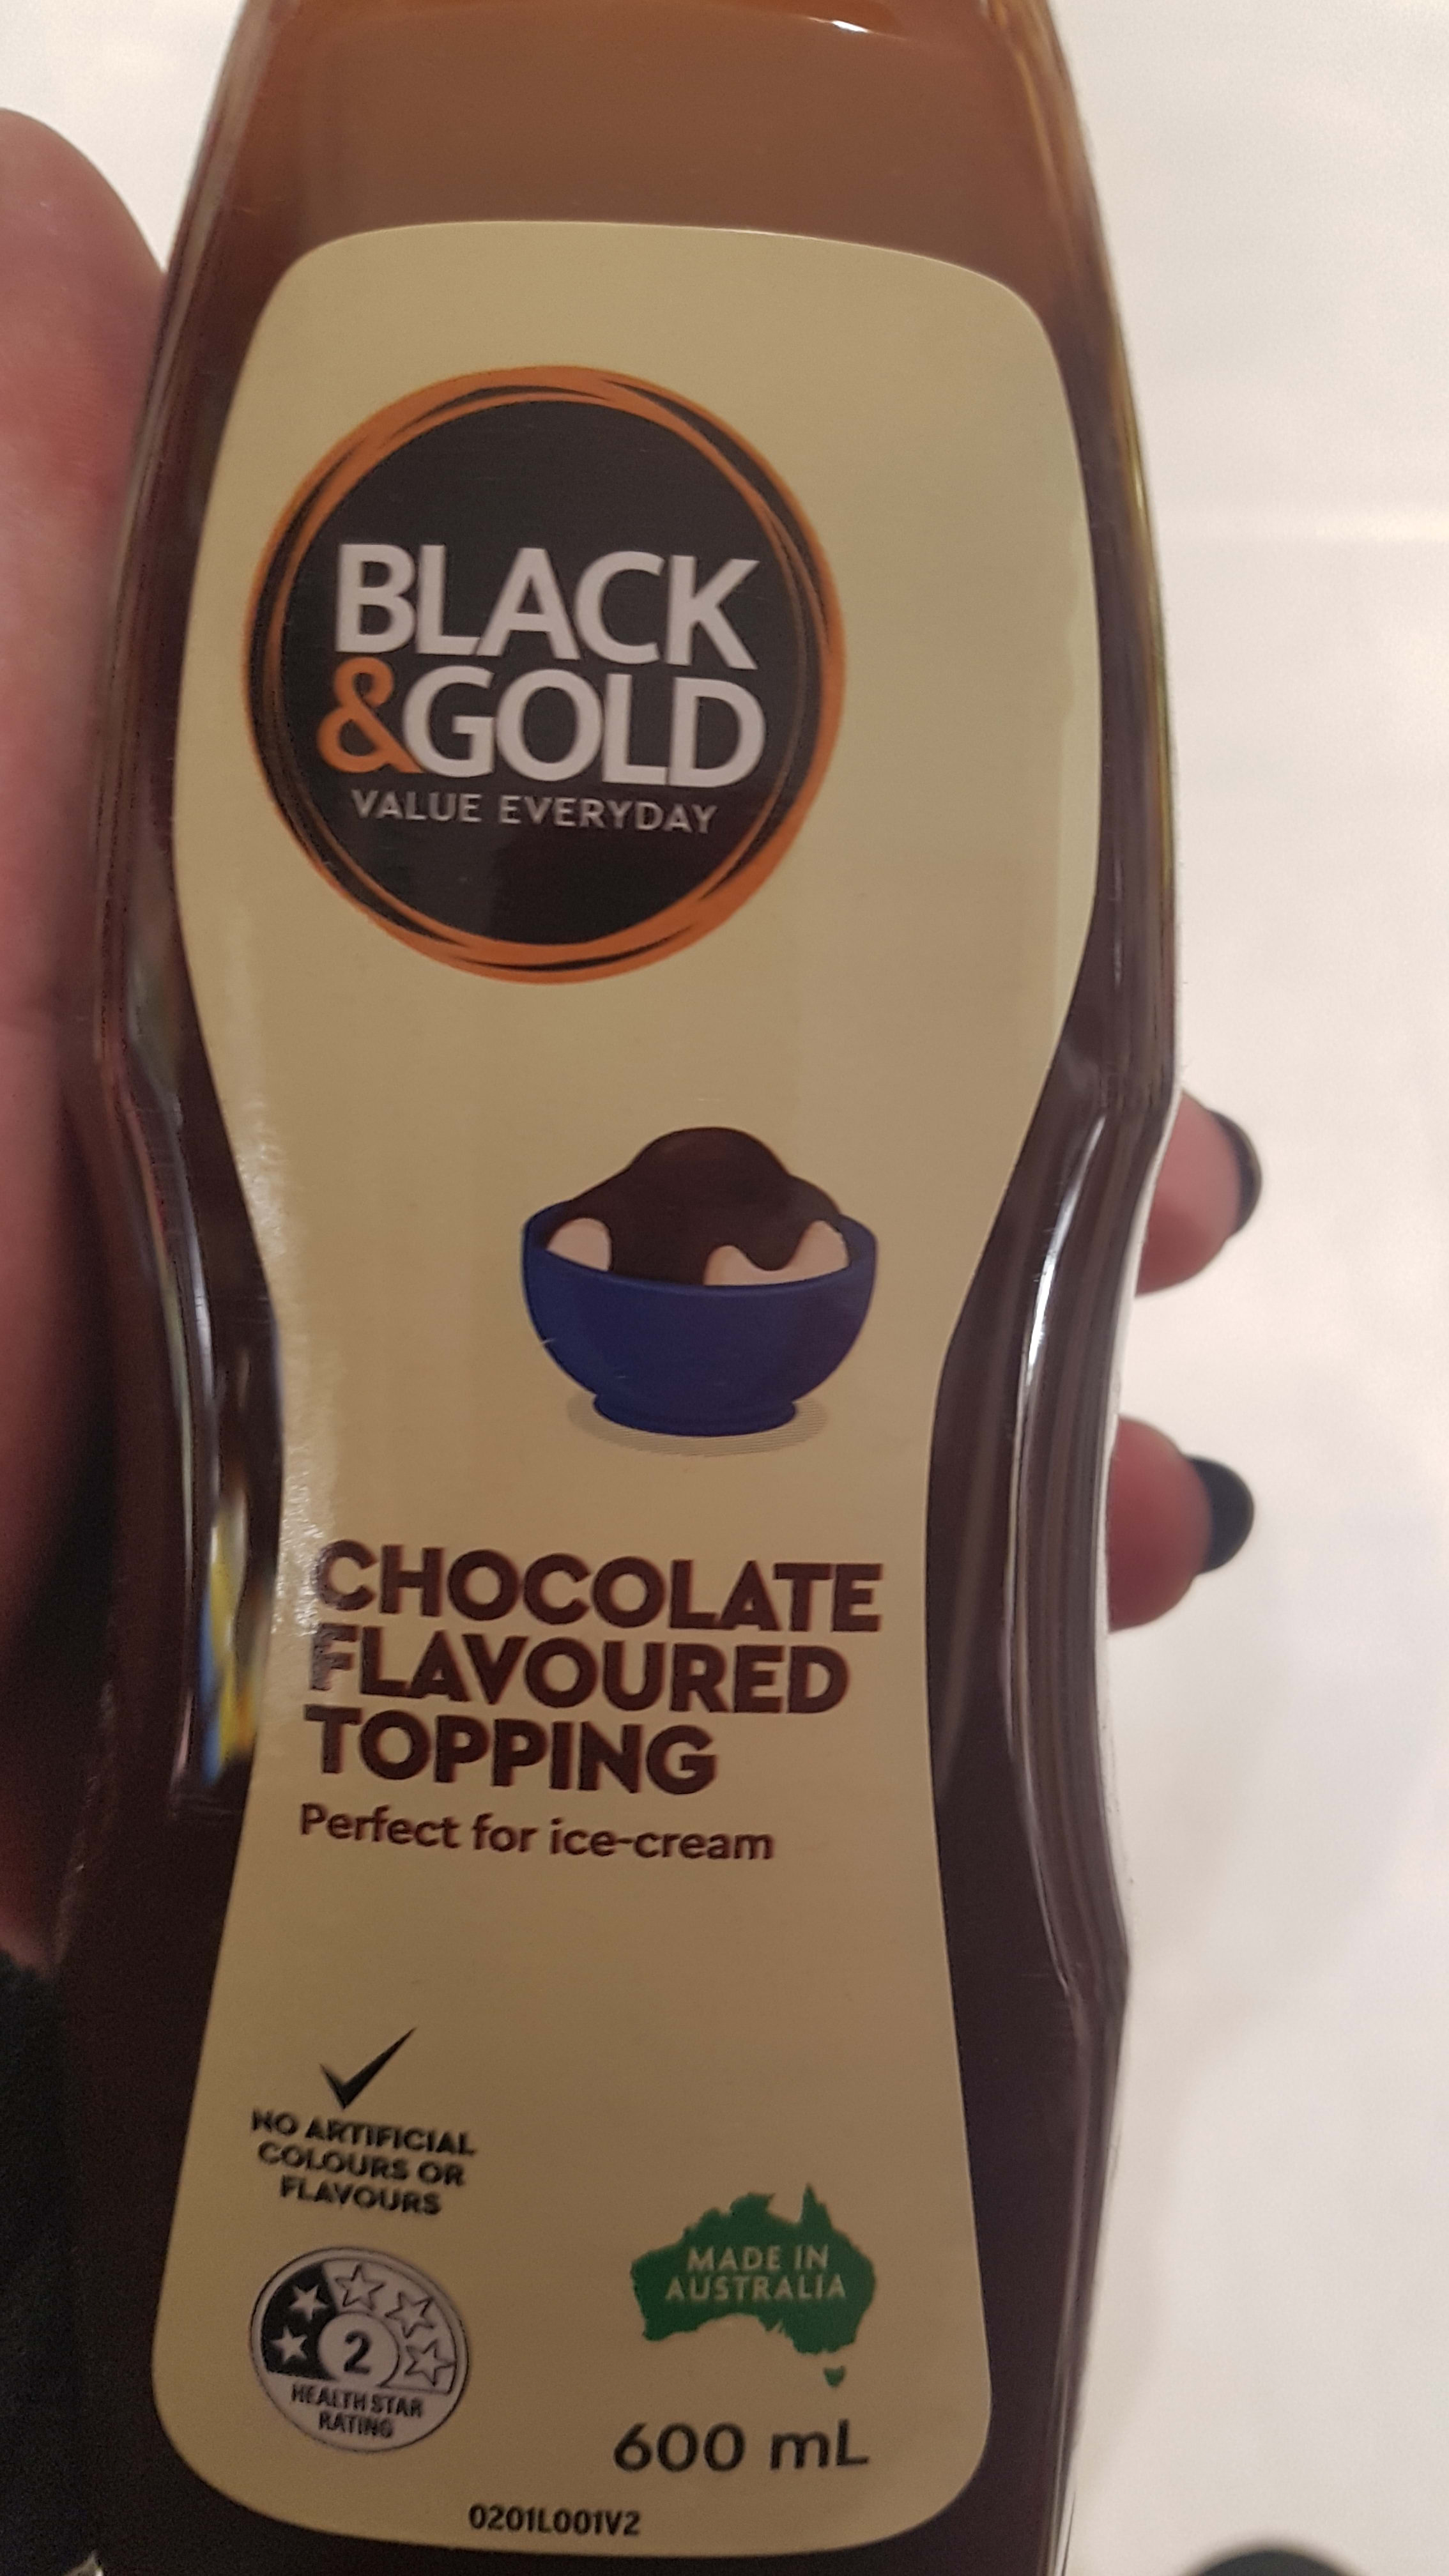 BLACK
&GOLD
VALUE EVERYDAY
CHOCOLATE
FLAVOURED
TOPPING
Perfect for ice-cream
NO ARTIFICIAL
COLOURS OR
FLAVOURS
MADE IN
AUSTRALIA
2
HEALTH STAR
RATING
600 mL
0201L001V2